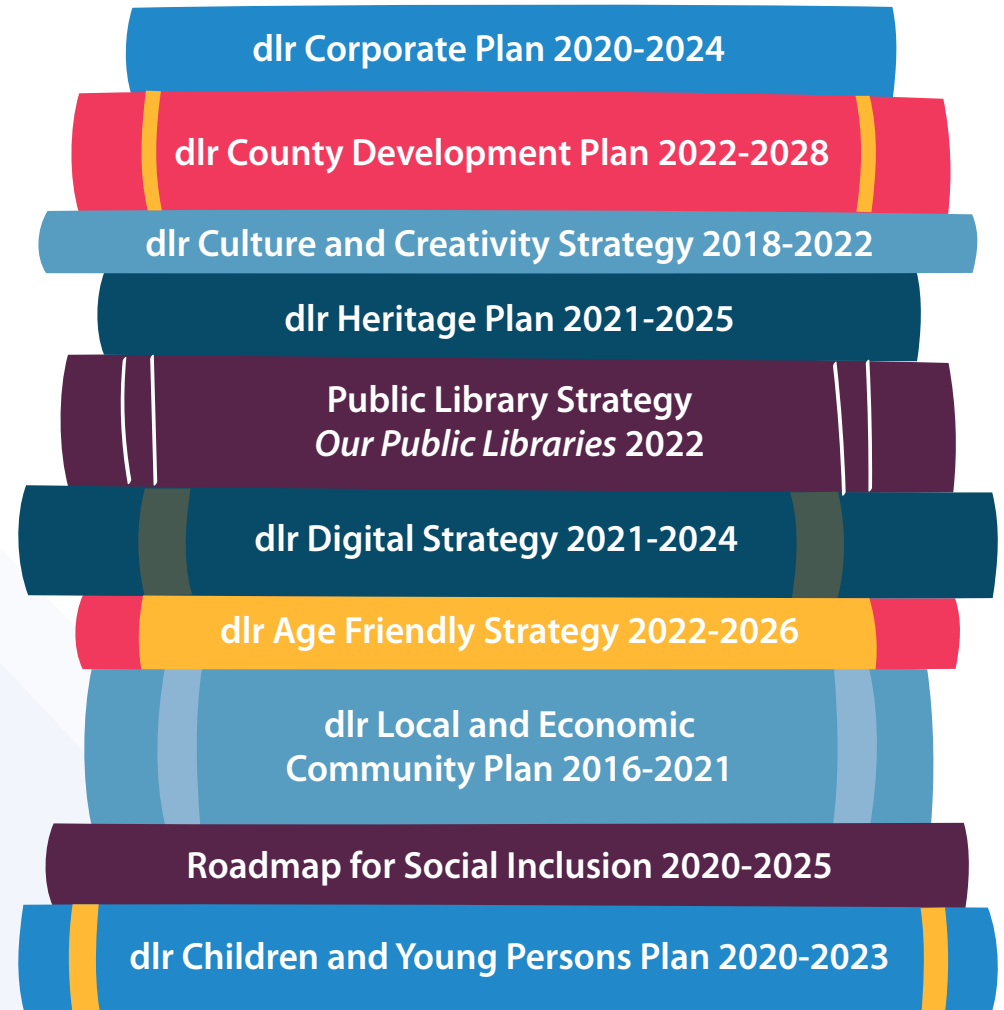 dlr Corporate Plan 2020-2024
dlr County Development Plan 2022-2028
dlr Culture and Creativity Strategy 2018-2022
dlr Heritage Plan 2021-2025
Public Library Strategy
Our Public Libraries 2022
dlr Digital Strategy 2021-2024
dlr Age Friendly Strategy 2022-2026
dlr Local and Economic
Community Plan 2016-2021
Roadmap for Social Inclusion 2020-2025
dlr Children and Young Persons Plan 2020-2023